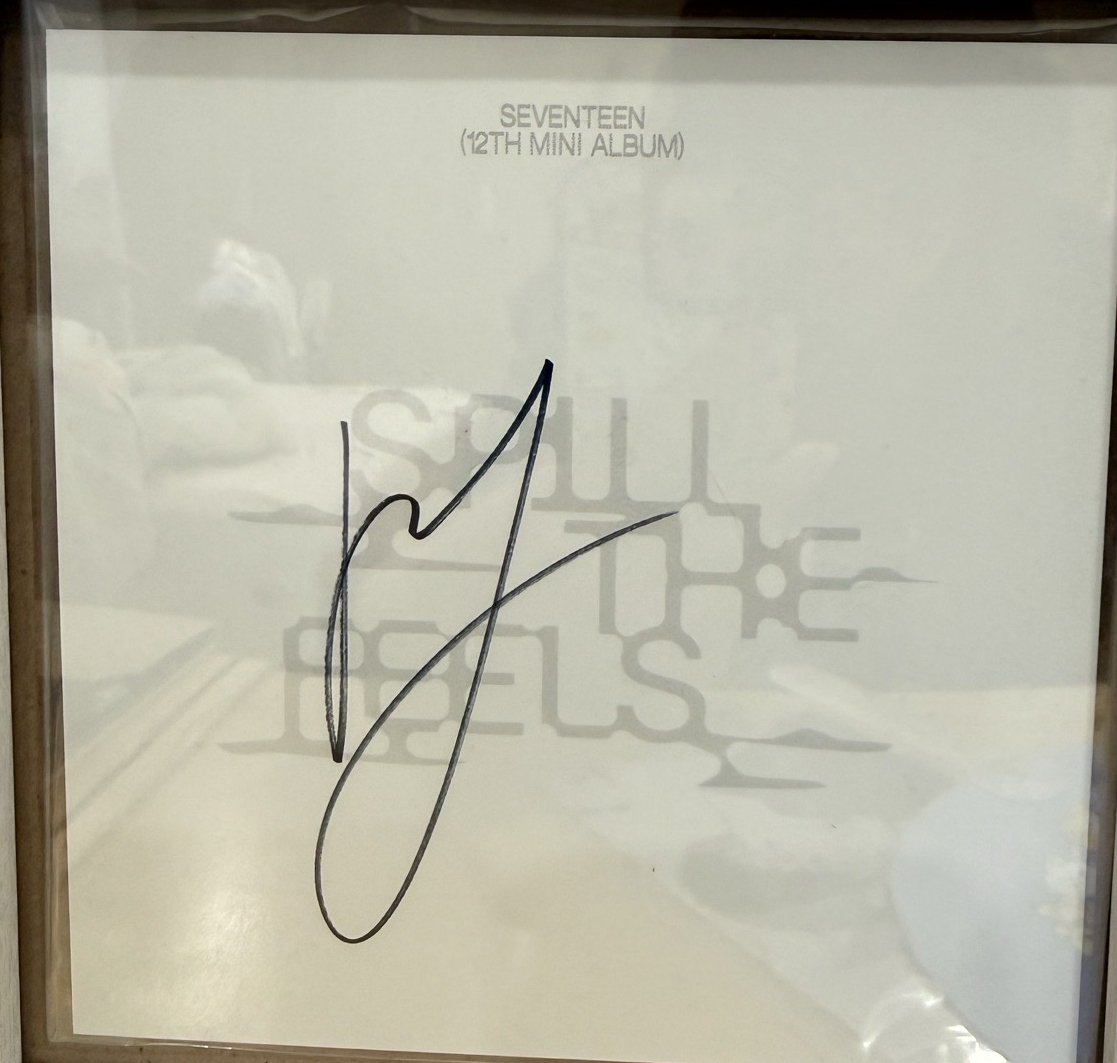 SEVENTEEN
(12TH MINI ALBUM)
SPILL
THE
FEELS